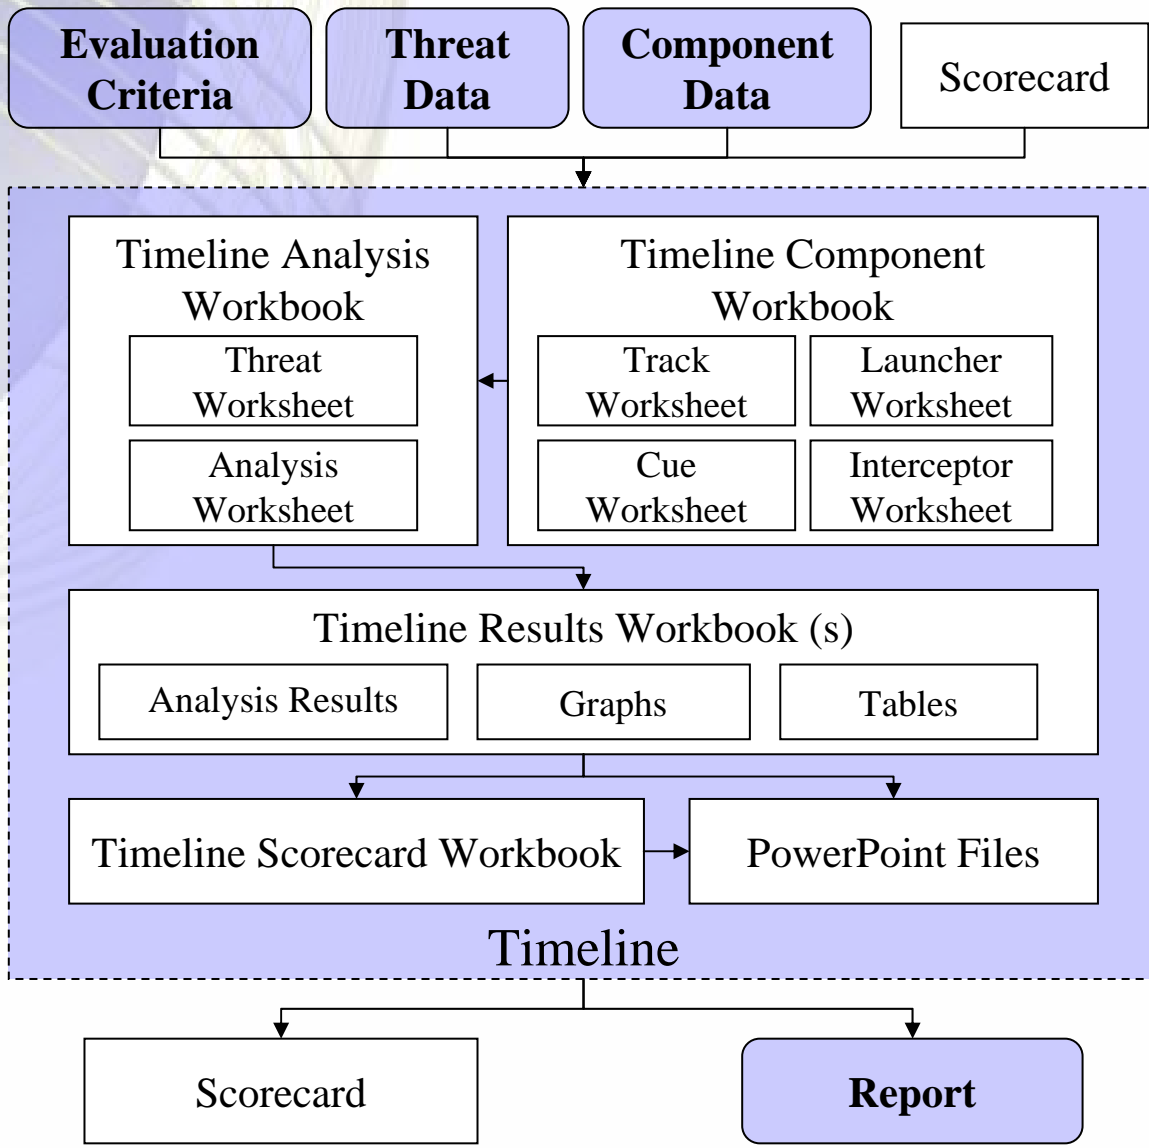 Evaluation
Criteria
Threat
Data
Component
Data
Scorecard
Timeline Analysis
Workbook
Threat
Worksheet
Analysis
Worksheet
Timeline Component
Workbook
Track
Worksheet
Launcher
Worksheet
Cue
Worksheet
Interceptor
Worksheet
Timeline Results Workbook (s)
Analysis Results
Graphs
Tables
Timeline Scorecard Workbook
PowerPoint Files
Timeline
Scorecard
Report